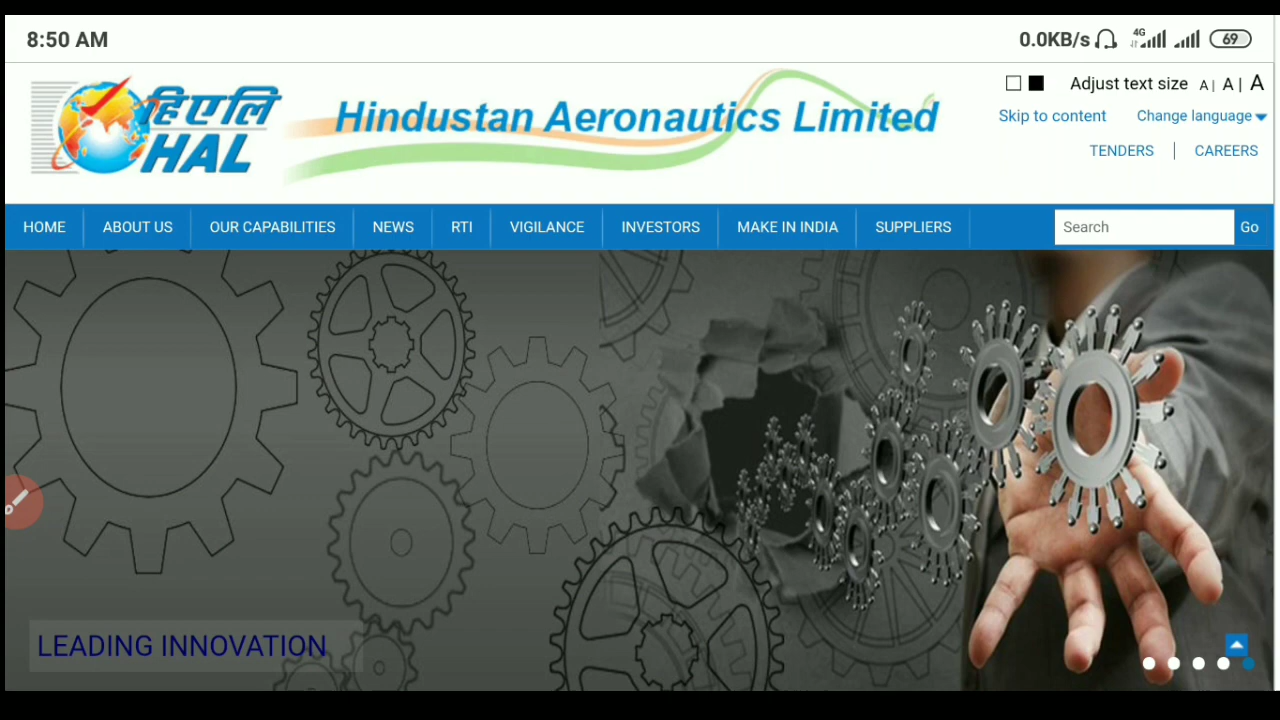 8:50 AM
0.0KB/s 4G 69
हिएलि
HAL
Hindustan Aeronautics Limited
Adjust text size A | A | A
Skip to content Change language
TENDERS | CAREERS
HOME ABOUT US OUR CAPABILITIES NEWS RTI VIGILANCE INVESTORS MAKE IN INDIA SUPPLIERS Search Go
LEADING INNOVATION